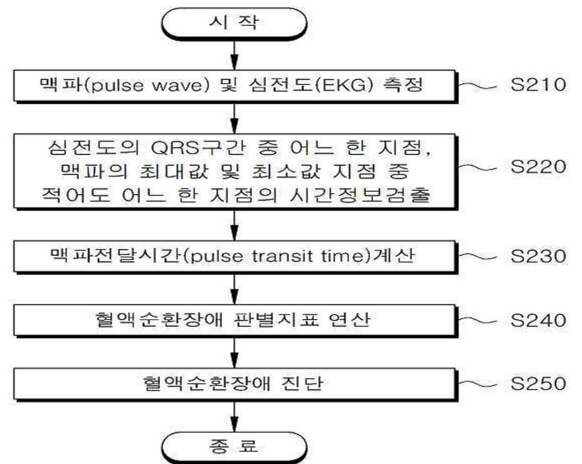 시 작
맥파(pulse wave) 및 심전도(EKG) 측정
S210
심전도의 QRS구간 중 어느 한 지점,
맥파의 최대값 및 최소값 지점 중
적어도 어느 한 지점의 시간정보검출
S220
맥파전달시간(pulse transit time)계산
S230
혈액순환장애 판별지표 연산
S240
혈액순환장애 진단
S250
종 료